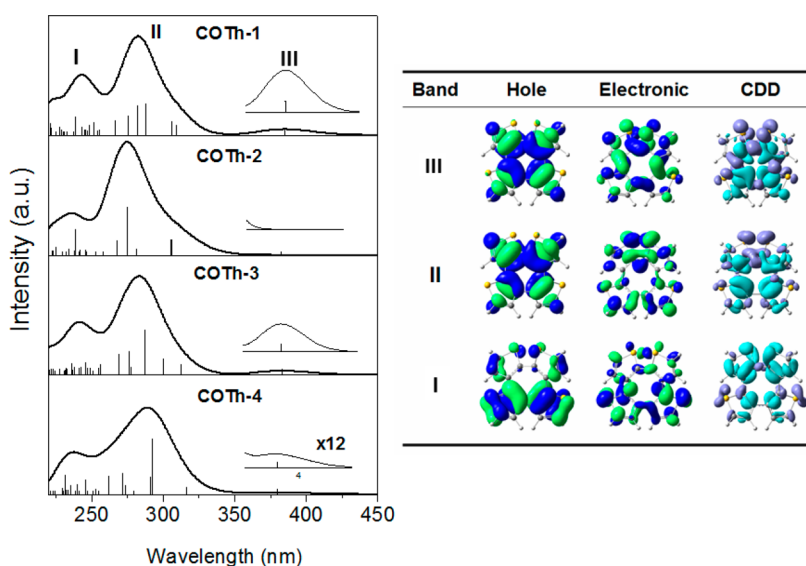 COTh-1
I
II
III
COTh-2
COTh-3
COTh-4
x12
4
Intensity (a.u.)
250 300 350 400 450
Wavelength (nm)
Band Hole Electronic CDD
III
II
I